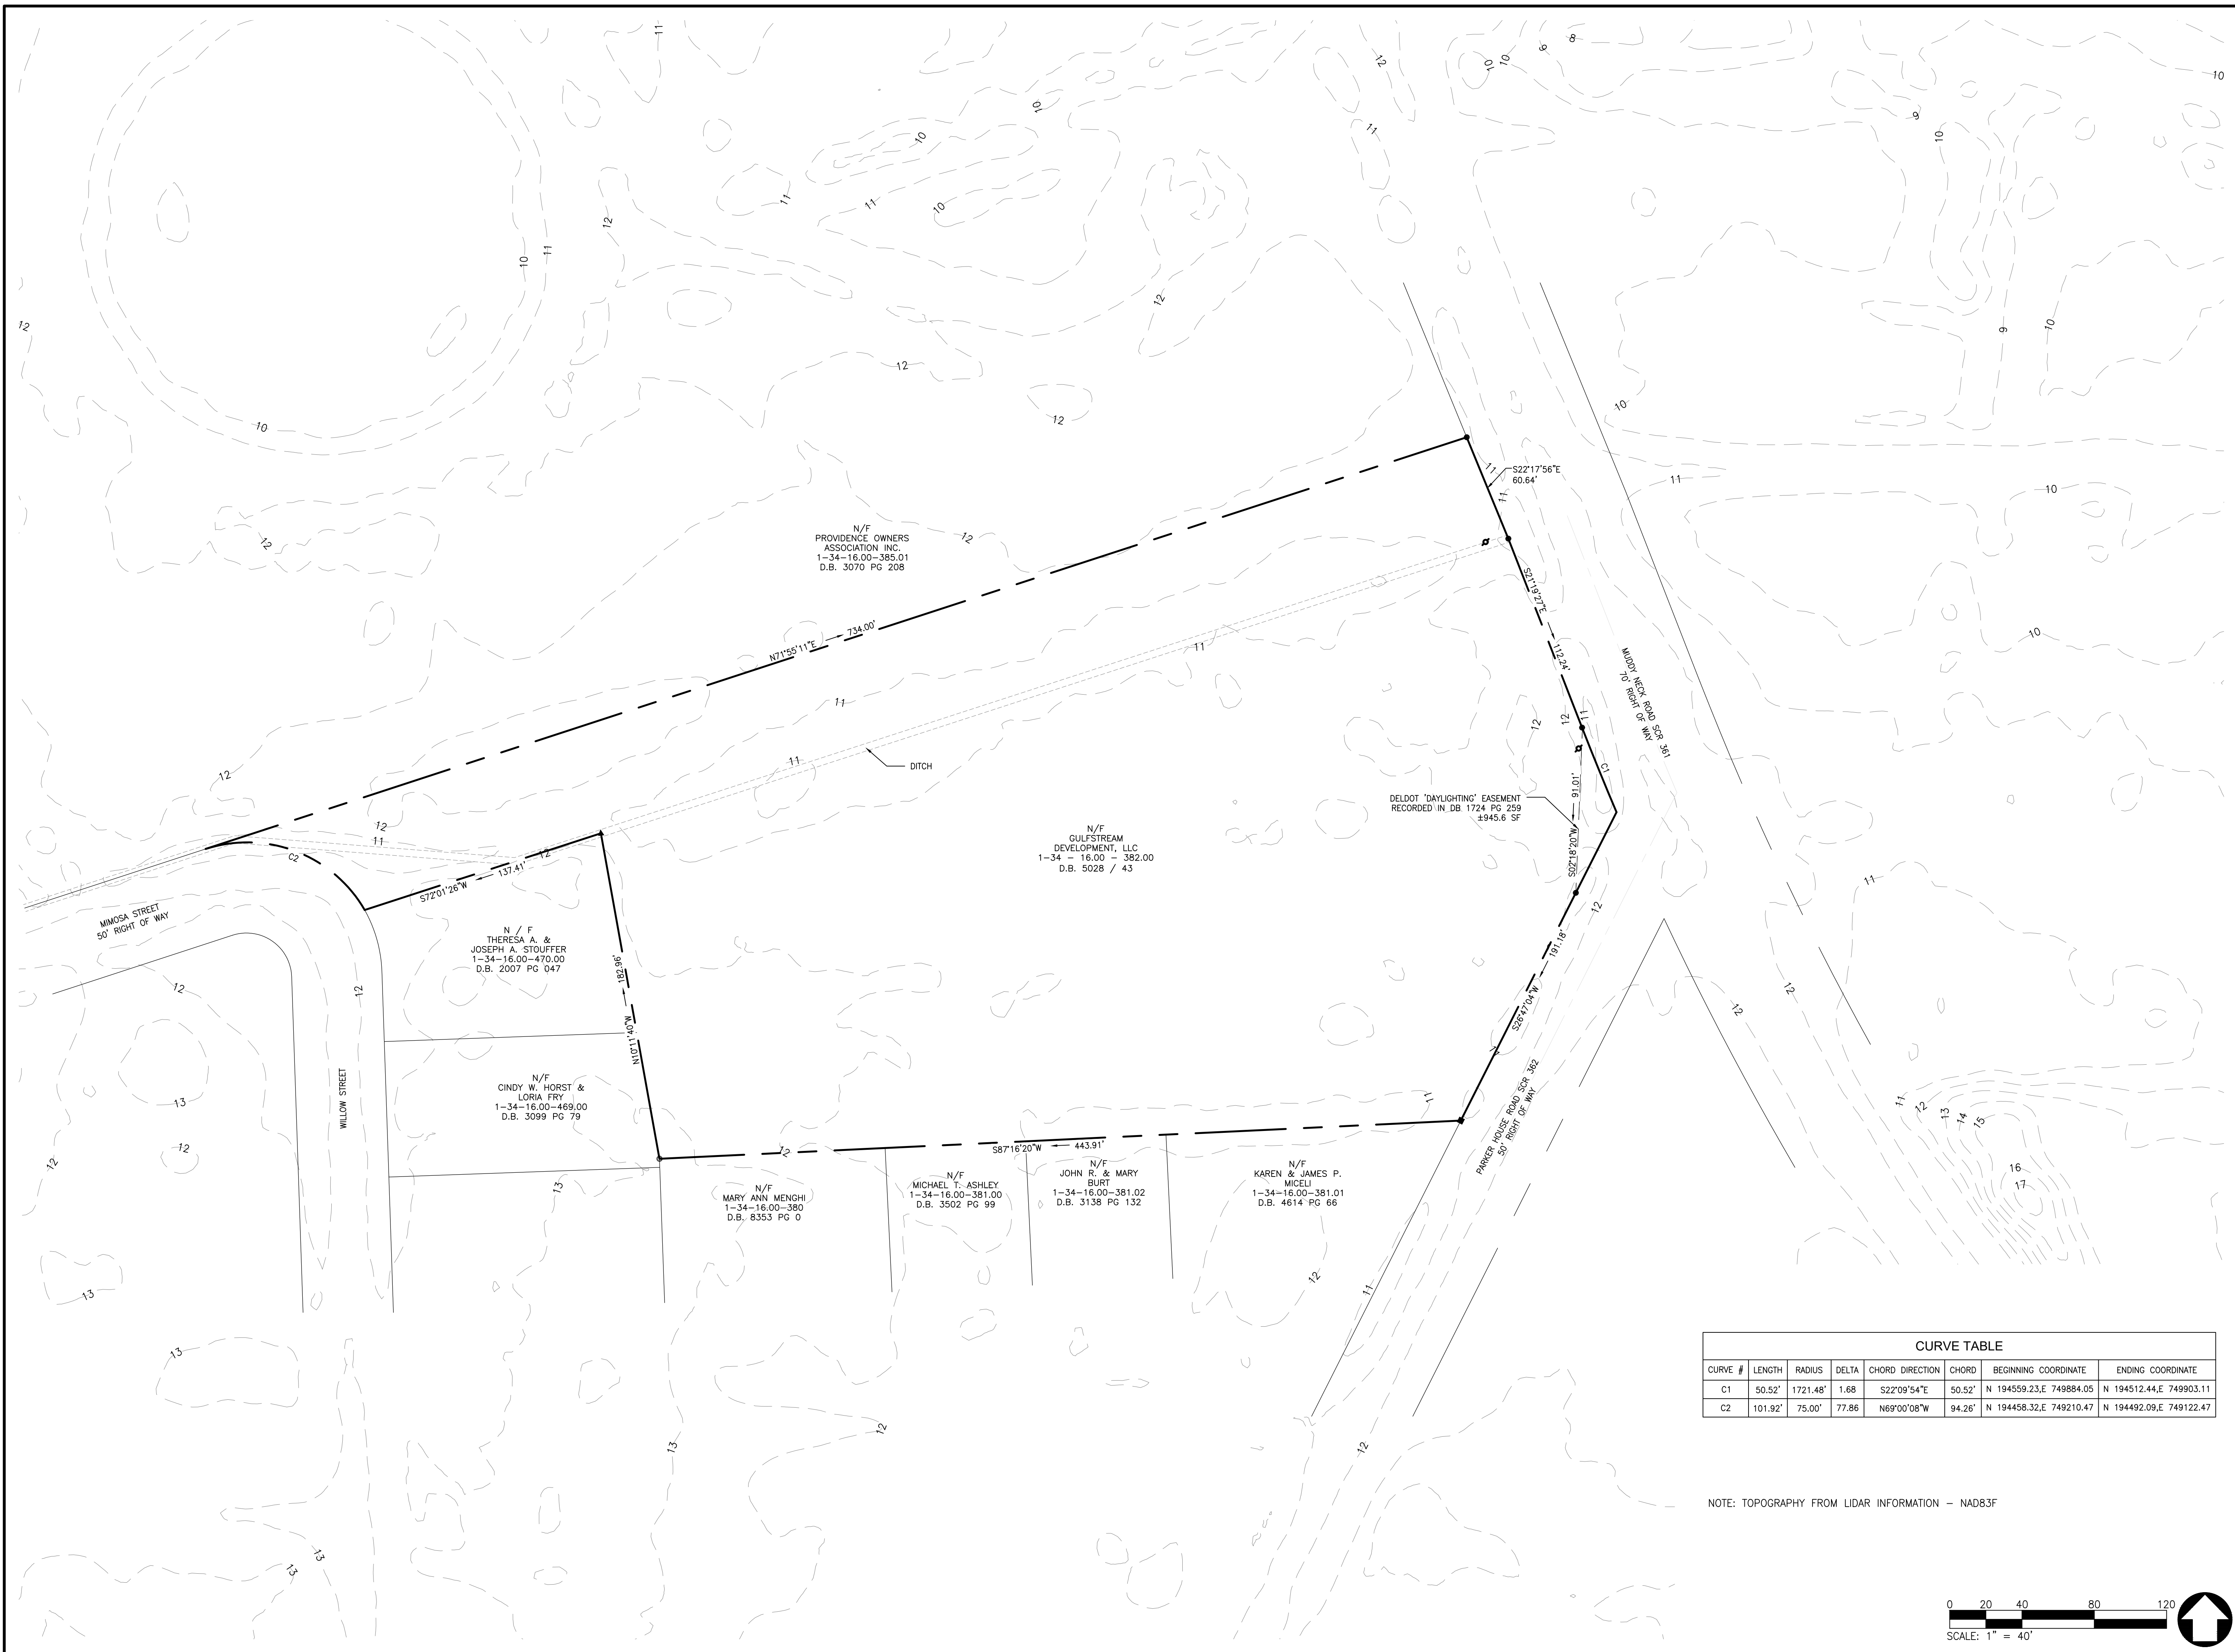 N/F
PROVIDENCE OWNERS
ASSOCIATION INC.
1-34-16.00-385.01
D.B. 3070 PG 208
S22°17'56"E
60.64'
S21°19'27"E
112.24'
N71°55'11"E
734.00'
MUDDY NECK ROAD SCR 361
70' RIGHT OF WAY
C1
DITCH
91.01'
S02°18'20"W
DELDOT 'DAYLIGHTING' EASEMENT
RECORDED IN DB 1724 PG 259
±945.6 SF
N/F
GULFSTREAM
DEVELOPMENT, LLC
1-34 - 16.00 - 382.00
D.B. 5028 / 43
C2
S72°01'26"W
137.41'
MIMOSA STREET
50' RIGHT OF WAY
N / F
THERESA A. &
JOSEPH A. STOUFFER
1-34-16.00-470.00
D.B. 2007 PG 047
182.96'
N10°11'40"W
191.18'
S26°47'04"W
WILLOW STREET
N/F
CINDY W. HORST &
LORIA FRY
1-34-16.00-469.00
D.B. 3099 PG 79
PARKER HOUSE ROAD SCR 362
50' RIGHT OF WAY
S87°16'20"W
443.91'
N/F
MARY ANN MENGHI
1-34-16.00-380
D.B. 8353 PG 0
N/F
MICHAEL T. ASHLEY
1-34-16.00-381.00
D.B. 3502 PG 99
N/F
JOHN R. & MARY
BURT
1-34-16.00-381.02
D.B. 3138 PG 132
N/F
KAREN & JAMES P.
MICELI
1-34-16.00-381.01
D.B. 4614 PG 66
11
12
13
14
15
16
17
CURVE TABLE
CURVE # LENGTH RADIUS DELTA CHORD DIRECTION CHORD BEGINNING COORDINATE ENDING COORDINATE
C1 50.52' 1721.48' 1.68 S22°09'54"E 50.52' N 194559.23,E 749884.05 N 194512.44,E 749903.11
C2 101.92' 75.00' 77.86 N69°00'08"W 94.26' N 194458.32,E 749210.47 N 194492.09,E 749122.47
NOTE: TOPOGRAPHY FROM LIDAR INFORMATION - NAD83F
0 20 40 80 120
SCALE: 1" = 40'